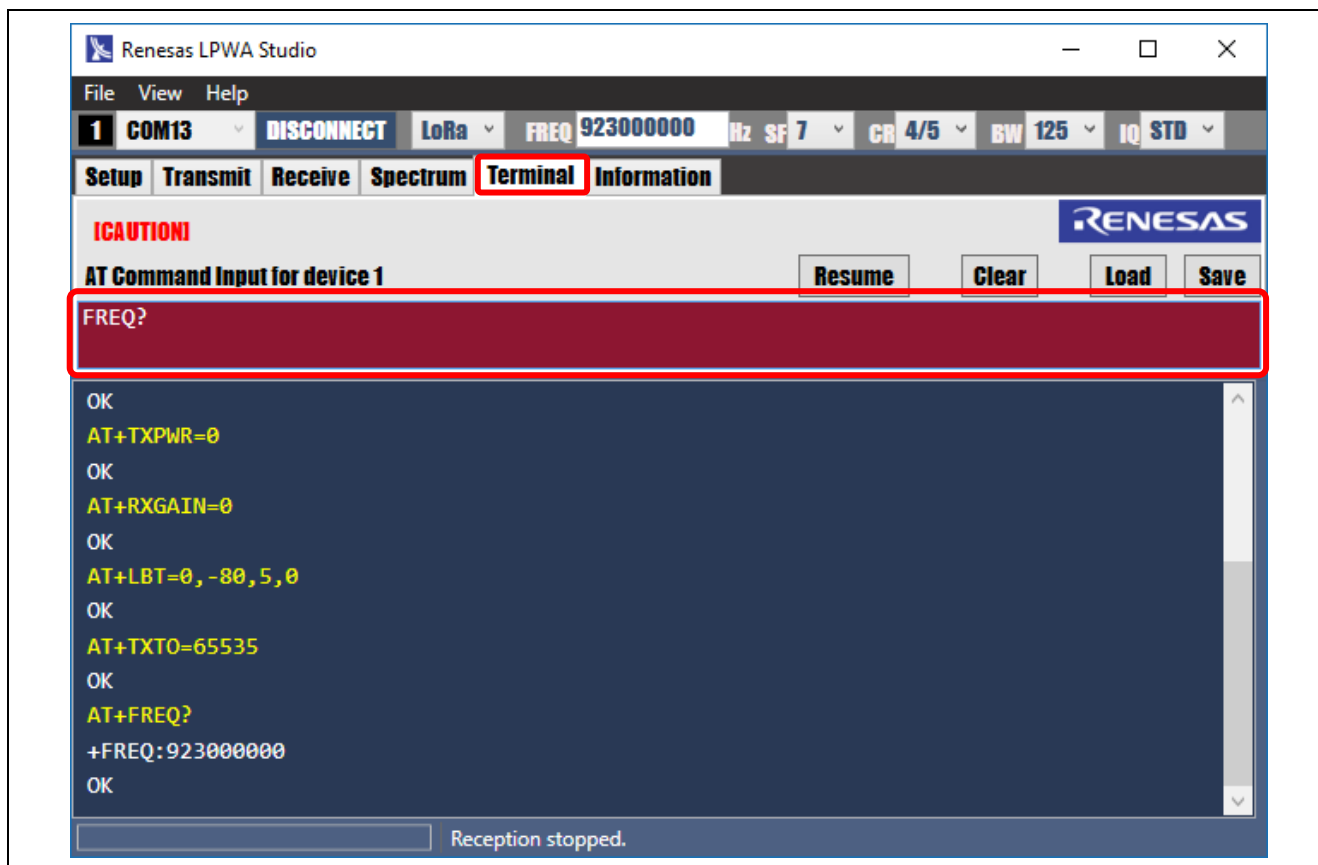 Renesas LPWA Studio
File View Help
1 COM13 DISCONNECT LoRa FREQ 923000000 Hz SF 7 CR 4/5 BW 125 IQ STD
Setup Transmit Receive Spectrum Terminal Information
[CAUTION] RENESAS
AT Command Input for device 1 Resume Clear Load Save
FREQ?
OK
AT+TXPWR=0
OK
AT+RXGAIN=0
OK
AT+LBT=0,-80,5,0
OK
AT+TXTO=65535
OK
AT+FREQ?
+FREQ:923000000
OK
Reception stopped.